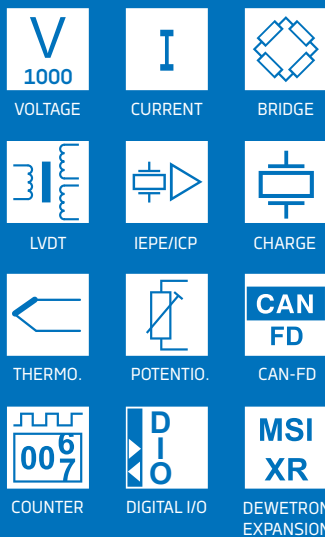 V
1000
VOLTAGE
I
CURRENT
BRIDGE
LVDT
IEPE/ICP
CHARGE
THERMO.
POTENTIO.
CAN
FD
CAN-FD
00 6
7
COUNTER
D
I
O
DIGITAL I/O
MSI
XR
DEWETRON
EXPANSION